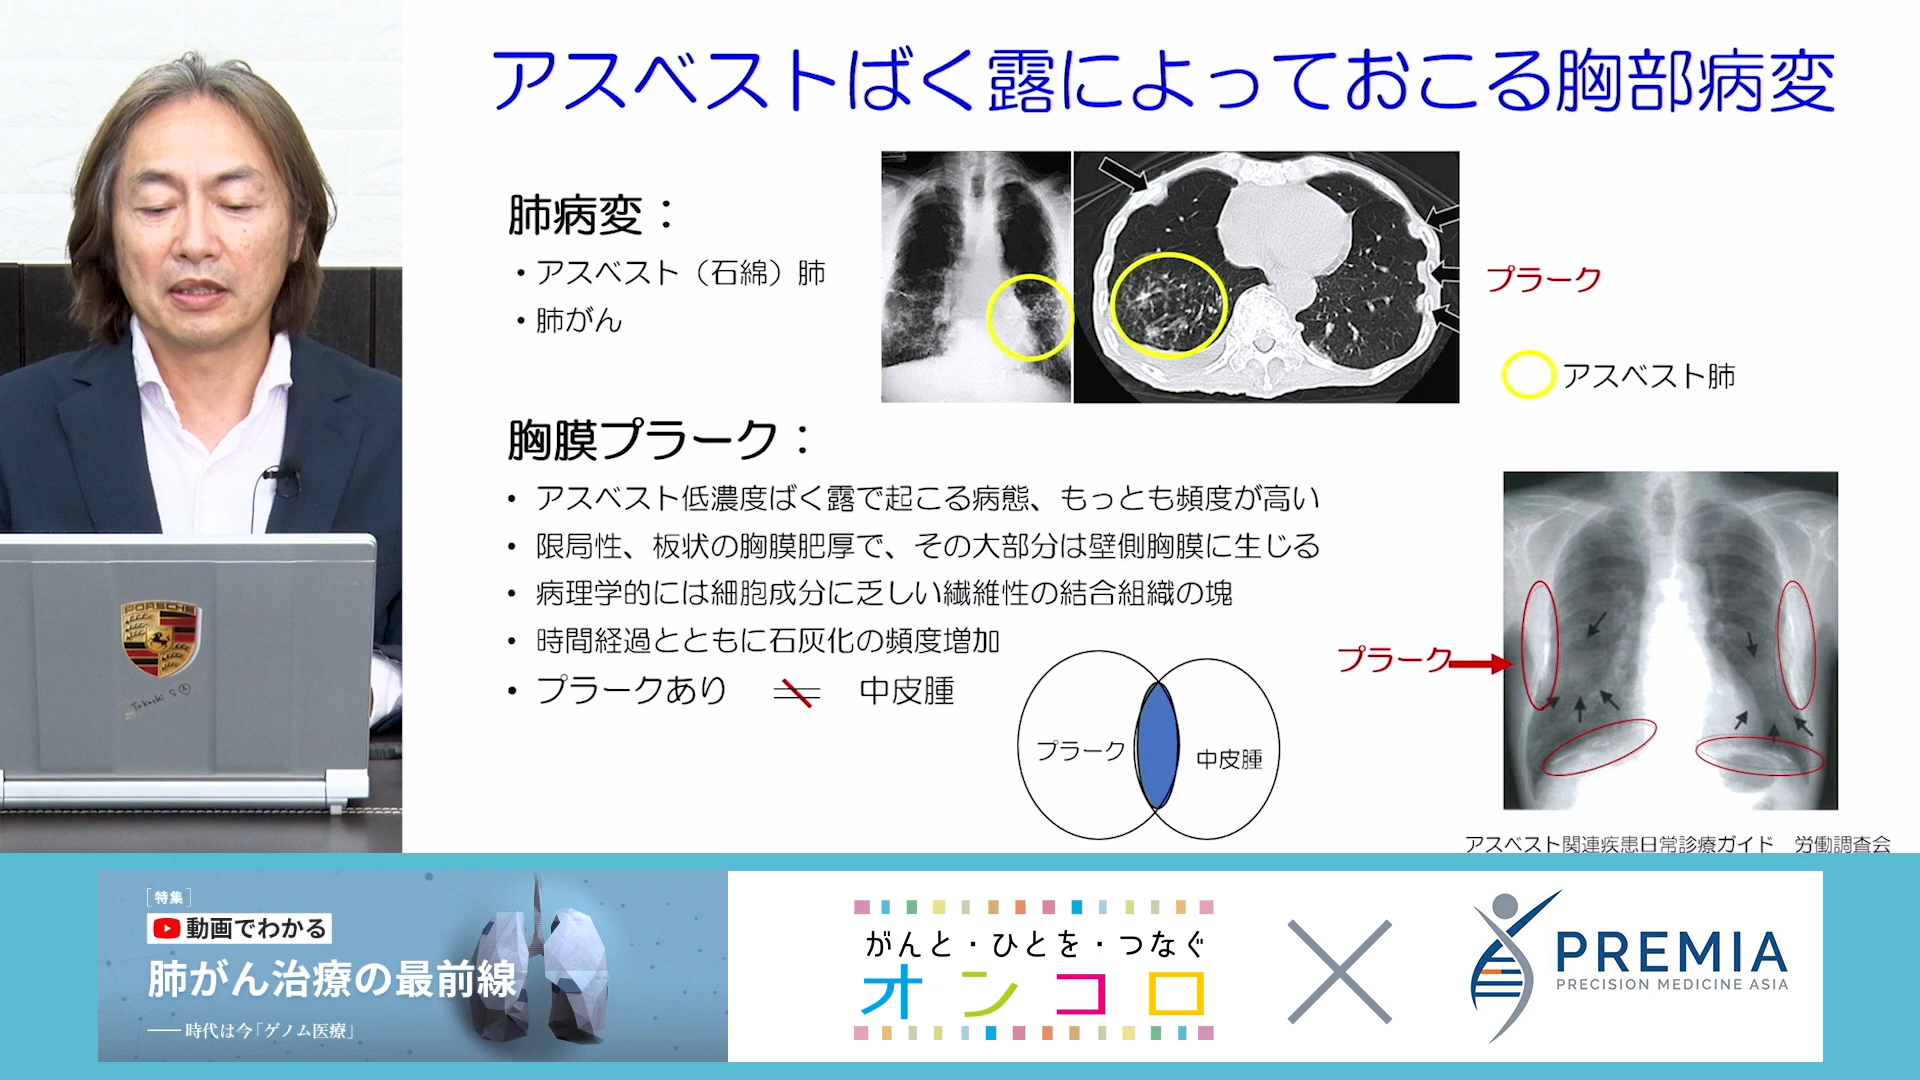 アスベストばく露によっておこる胸部病変
肺病変：
・アスベスト（石綿）肺
・肺がん
プラーク
アスベスト肺
胸膜プラーク：
• アスベスト低濃度ばく露で起こる病態、もっとも頻度が高い
• 限局性、板状の胸膜肥厚で、その大部分は壁側胸膜に生じる
• 病理学的には細胞成分に乏しい繊維性の結合組織の塊
• 時間経過とともに石灰化の頻度増加
• プラークあり ≠ 中皮腫
プラーク
中皮腫
プラーク
アスベスト関連疾患日常診療ガイド 労働調査会
PORSCHE
Takashi S
［特集］
動画でわかる
肺がん治療の最前線
── 時代は今「ゲノム医療」
がんと・ひとを・つなぐ
オンコロ
PREMIA
PRECISION MEDICINE ASIA